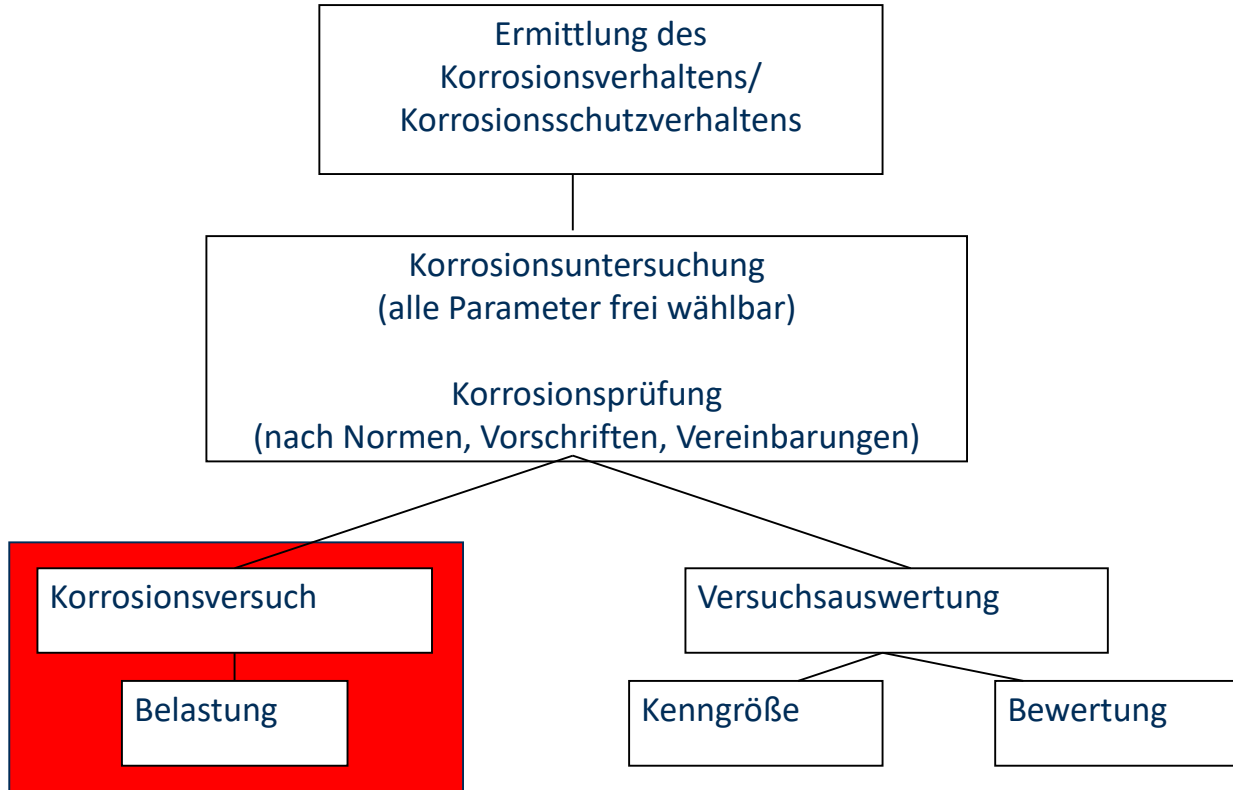 Ermittlung des
Korrosionsverhaltens/
Korrosionsschutzverhaltens
Korrosionsuntersuchung
(alle Parameter frei wählbar)
Korrosionsprüfung
(nach Normen, Vorschriften, Vereinbarungen)
Korrosionsversuch
Versuchsauswertung
Belastung
Kenngröße
Bewertung